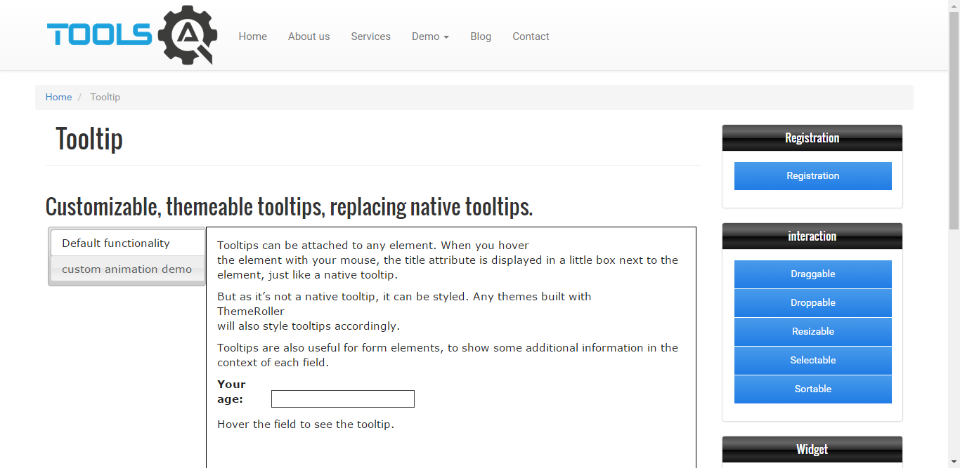 TOOLS QA
Home About us Services Demo Blog Contact
Home / Tooltip
Tooltip
Customizable, themeable tooltips, replacing native tooltips.
Default functionality
custom animation demo
Tooltips can be attached to any element. When you hover
the element with your mouse, the title attribute is displayed in a little box next to the
element, just like a native tooltip.
But as it's not a native tooltip, it can be styled. Any themes built with
ThemeRoller
will also style tooltips accordingly.
Tooltips are also useful for form elements, to show some additional information in the
context of each field.
Your
age:
Hover the field to see the tooltip.
Registration
Registration
interaction
Draggable
Droppable
Resizable
Selectable
Sortable
Widget